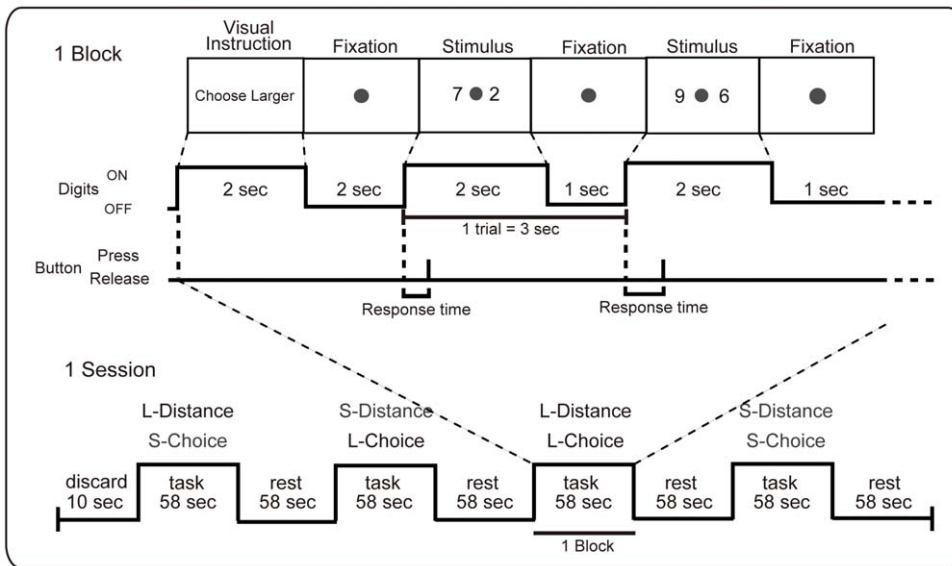 1 Block
Visual
Instruction
Fixation
Stimulus
Fixation
Stimulus
Fixation
Choose Larger
7 2
9 6
Digits
ON
OFF
2 sec
2 sec
2 sec
1 sec
2 sec
1 sec
1 trial = 3 sec
Button
Press
Release
Response time
Response time
1 Session
L-Distance
S-Choice
S-Distance
L-Choice
L-Distance
L-Choice
S-Distance
S-Choice
discard
10 sec
task
58 sec
rest
58 sec
task
58 sec
rest
58 sec
task
58 sec
rest
58 sec
task
58 sec
rest
58 sec
1 Block